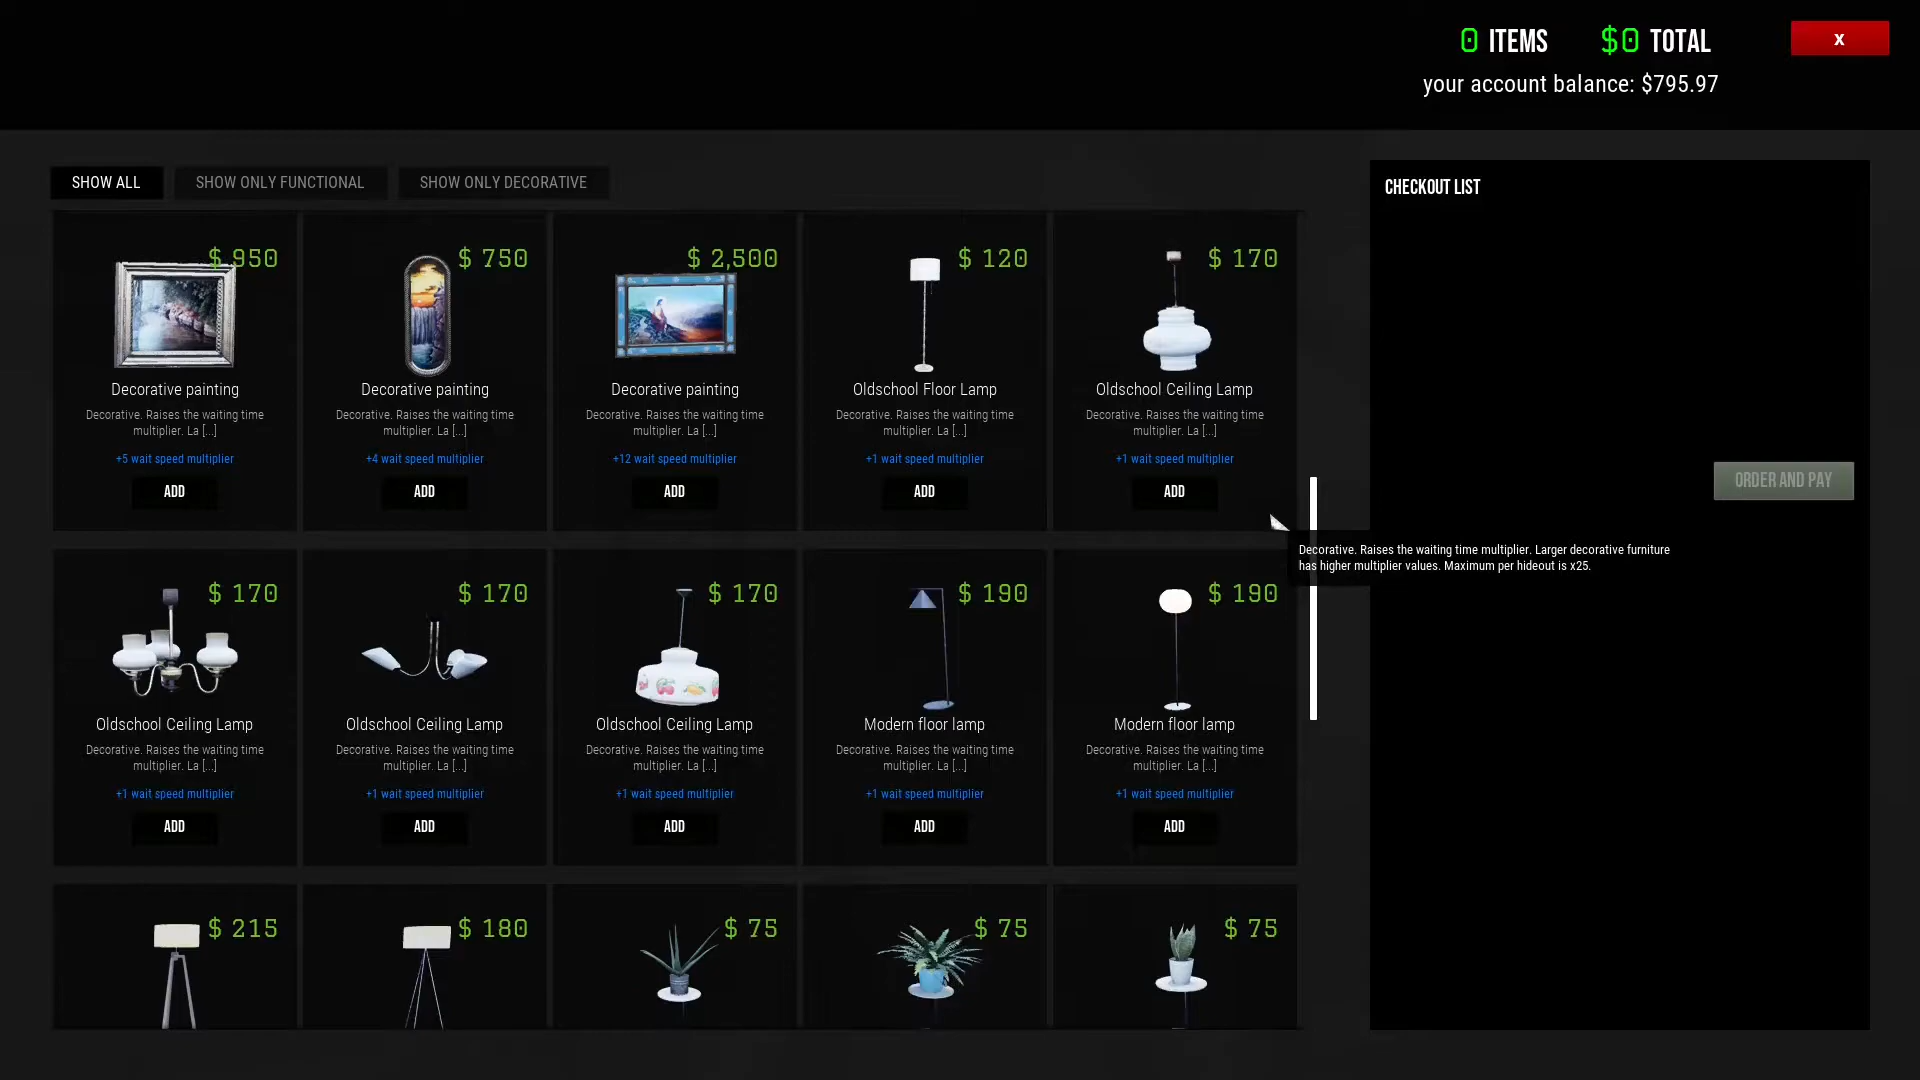 0 ITEMS $0 TOTAL
X
your account balance: $795.97
SHOW ALL
SHOW ONLY FUNCTIONAL
SHOW ONLY DECORATIVE
CHECKOUT LIST
$ 950
Decorative painting
Decorative. Raises the waiting time
multiplier. La [...]
+5 wait speed multiplier
ADD
$ 750
Decorative painting
Decorative. Raises the waiting time
multiplier. La [...]
+4 wait speed multiplier
ADD
$ 2,500
Decorative painting
Decorative. Raises the waiting time
multiplier. La [...]
+12 wait speed multiplier
ADD
$ 120
Oldschool Floor Lamp
Decorative. Raises the waiting time
multiplier. La [...]
+1 wait speed multiplier
ADD
$ 170
Oldschool Ceiling Lamp
Decorative. Raises the waiting time
multiplier. La [...]
+1 wait speed multiplier
ADD
ORDER AND PAY
Decorative. Raises the waiting time multiplier. Larger decorative furniture
has higher multiplier values. Maximum per hideout is x25.
$ 170
Oldschool Ceiling Lamp
Decorative. Raises the waiting time
multiplier. La [...]
+1 wait speed multiplier
ADD
$ 170
Oldschool Ceiling Lamp
Decorative. Raises the waiting time
multiplier. La [...]
+1 wait speed multiplier
ADD
$ 170
Oldschool Ceiling Lamp
Decorative. Raises the waiting time
multiplier. La [...]
+1 wait speed multiplier
ADD
$ 190
Modern floor lamp
Decorative. Raises the waiting time
multiplier. La [...]
+1 wait speed multiplier
ADD
$ 190
Modern floor lamp
Decorative. Raises the waiting time
multiplier. La [...]
+1 wait speed multiplier
ADD
$ 215
$ 180
$ 75
$ 75
$ 75